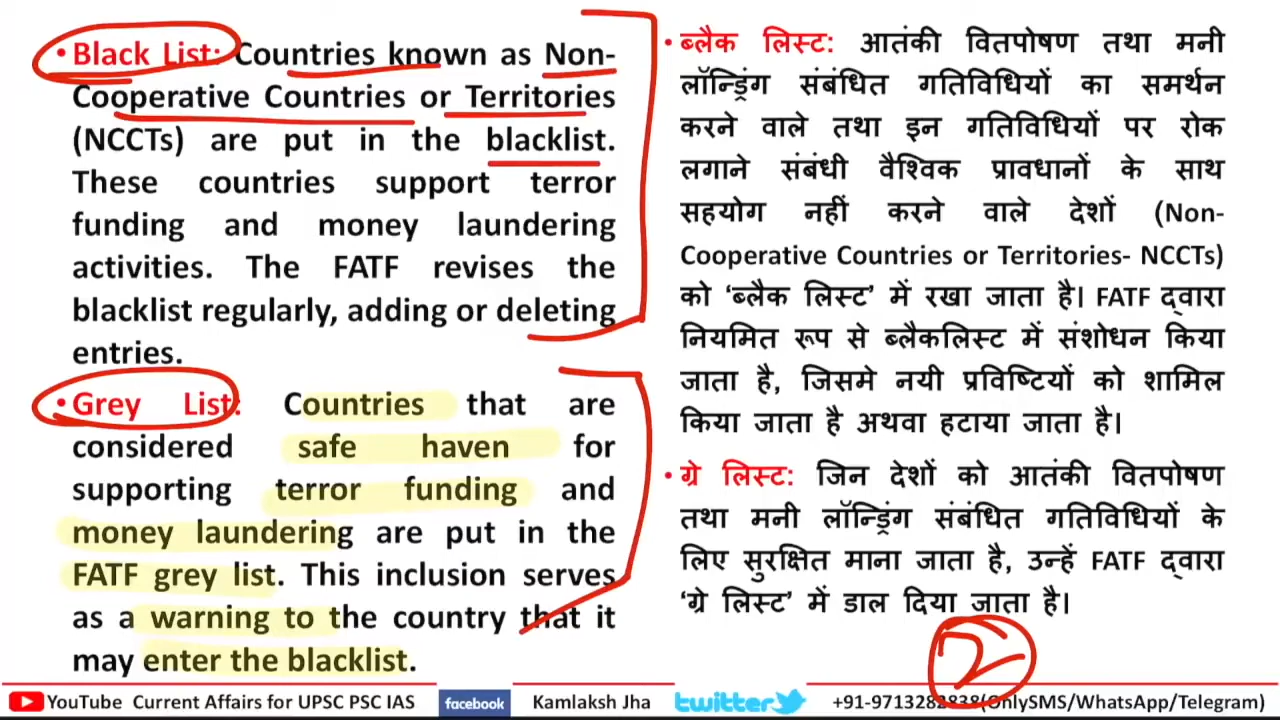 • Black List: Countries known as Non-
Cooperative Countries or Territories
(NCCTs) are put in the blacklist.
These countries support terror
funding and money laundering
activities. The FATF revises the
blacklist regularly, adding or deleting
entries.
• Grey List: Countries that are
considered safe haven for
supporting terror funding and
money laundering are put in the
FATF grey list. This inclusion serves
as a warning to the country that it
may enter the blacklist.
• ब्लैक लिस्ट: आतंकी वितपोषण तथा मनी
लॉन्ड्रिंग संबंधित गतिविधियों का समर्थन
करने वाले तथा इन गतिविधियों पर रोक
लगाने संबंधी वैश्विक प्रावधानों के साथ
सहयोग नहीं करने वाले देशों (Non-
Cooperative Countries or Territories- NCCTs)
को ‘ब्लैक लिस्ट’ में रखा जाता है। FATF द्वारा
नियमित रूप से ब्लैकलिस्ट में संशोधन किया
जाता है, जिसमे नयी प्रविष्टियों को शामिल
किया जाता है अथवा हटाया जाता है।
• ग्रे लिस्ट: जिन देशों को आतंकी वितपोषण
तथा मनी लॉन्ड्रिंग संबंधित गतिविधियों के
लिए सुरक्षित माना जाता है, उन्हें FATF द्वारा
‘ग्रे लिस्ट’ में डाल दिया जाता है।
2
YouTube Current Affairs for UPSC PSC IAS facebook Kamlaksh Jha twitter +91-9713282838(OnlySMS/WhatsApp/Telegram)